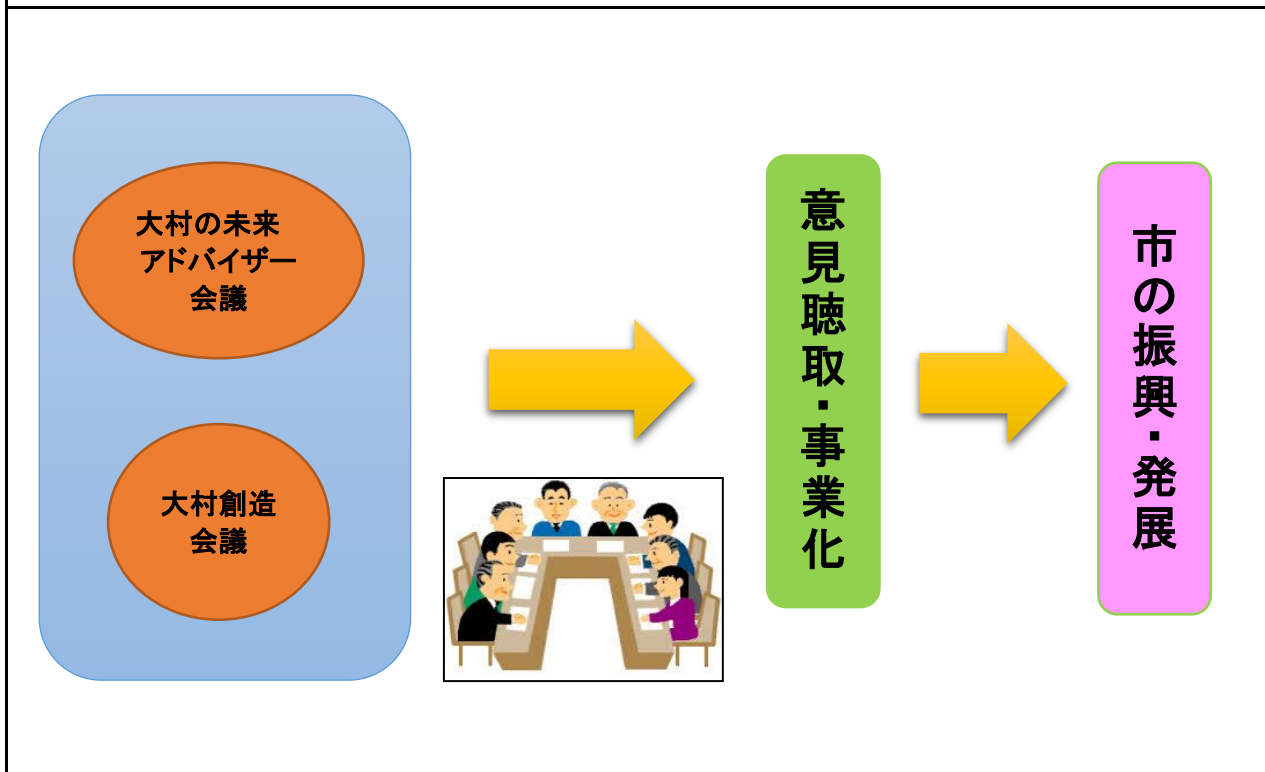 大村の未来
アドバイザー
会議
大村創造
会議
意見聴取・事業化
市の振興・発展